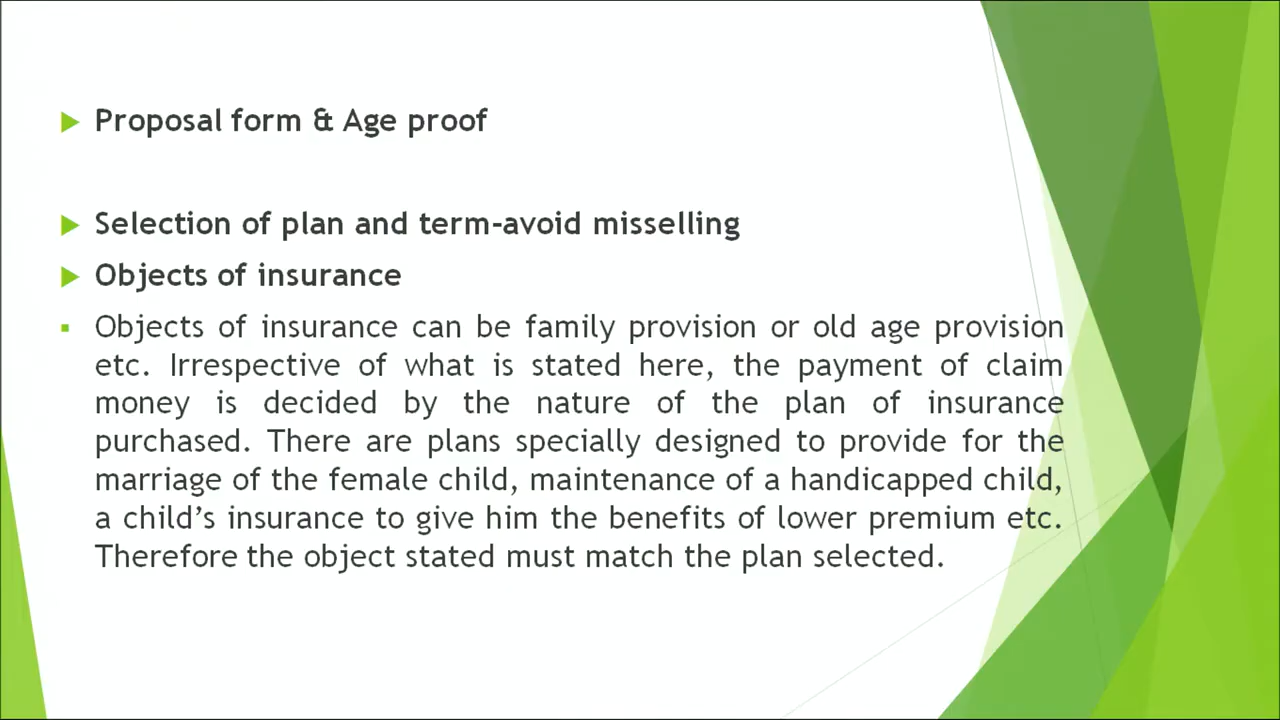 Proposal form & Age proof
Selection of plan and term-avoid misselling
Objects of insurance
Objects of insurance can be family provision or old age provision
etc. Irrespective of what is stated here, the payment of claim
money is decided by the nature of the plan of insurance
purchased. There are plans specially designed to provide for the
marriage of the female child, maintenance of a handicapped child,
a child’s insurance to give him the benefits of lower premium etc.
Therefore the object stated must match the plan selected.